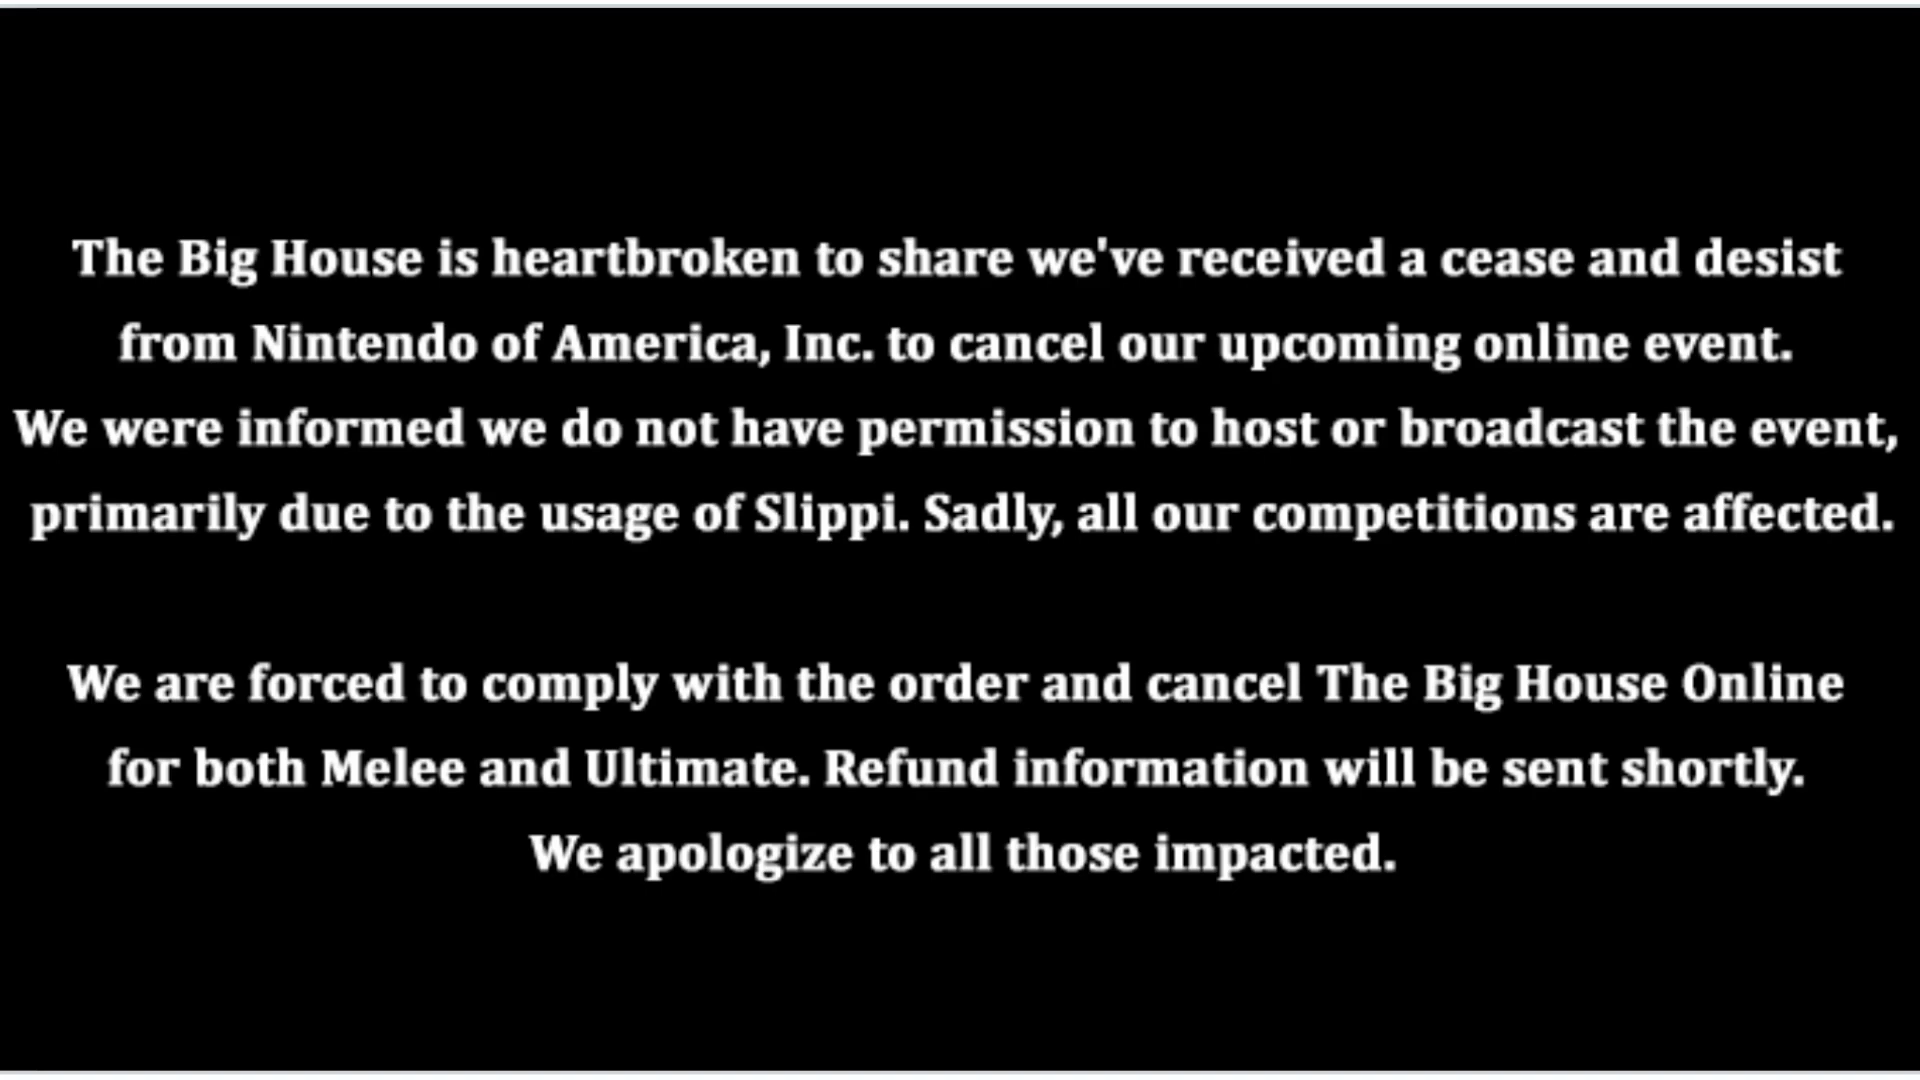 The Big House is heartbroken to share we've received a cease and desist
from Nintendo of America, Inc. to cancel our upcoming online event.
We were informed we do not have permission to host or broadcast the event,
primarily due to the usage of Slippi. Sadly, all our competitions are affected.
We are forced to comply with the order and cancel The Big House Online
for both Melee and Ultimate. Refund information will be sent shortly.
We apologize to all those impacted.